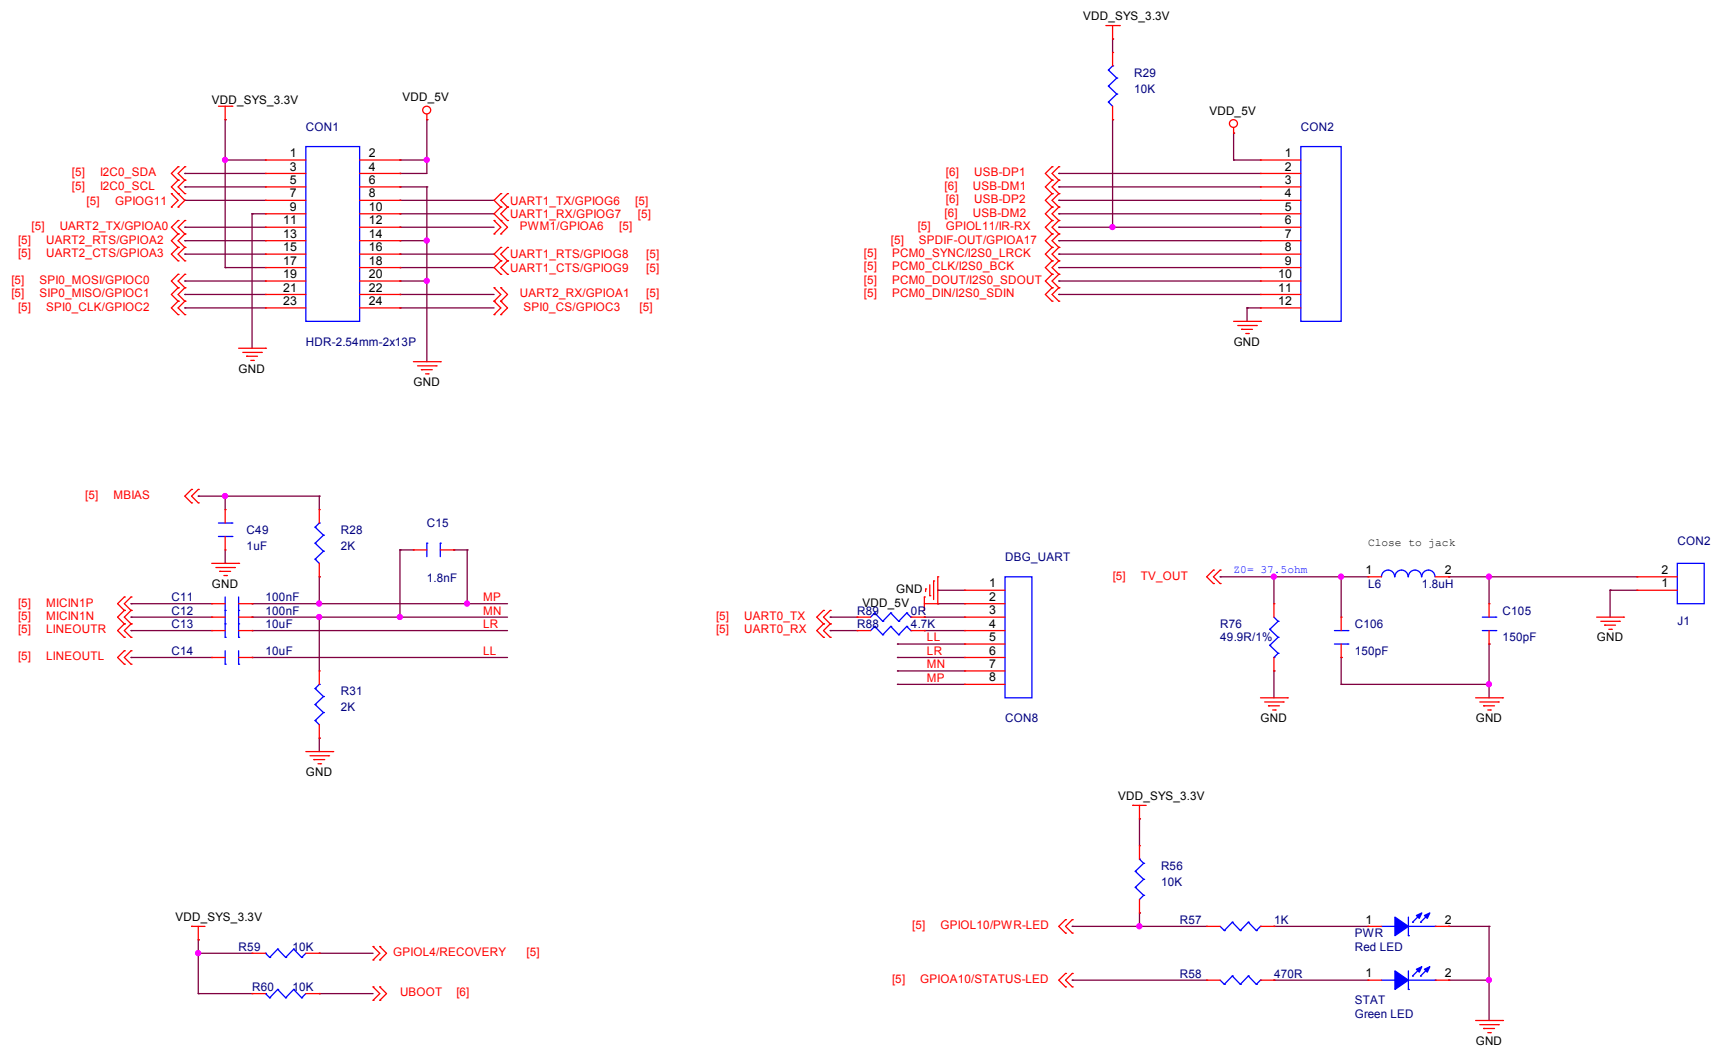 VDD_SYS_3.3V
R29
10K
VDD_SYS_3.3V
VDD_5V
CON1
1 2
3 4
5 6
7 8
9 10
11 12
13 14
15 16
17 18
19 20
21 22
23 24
[5] I2C0_SDA
[5] I2C0_SCL
[5] GPIOG11
[5] UART2_TX/GPIOA0
[5] UART2_RTS/GPIOA2
[5] UART2_CTS/GPIOA3
[5] SPI0_MOSI/GPIOC0
[5] SIP0_MISO/GPIOC1
[5] SPI0_CLK/GPIOC2
UART1_TX/GPIOG6 [5]
UART1_RX/GPIOG7 [5]
PWM1/GPIOA6 [5]
UART1_RTS/GPIOG8 [5]
UART1_CTS/GPIOG9 [5]
UART2_RX/GPIOA1 [5]
SPI0_CS/GPIOC3 [5]
HDR-2.54mm-2x13P
GND
GND
VDD_5V
CON2
1
[6] USB-DP1 2
[6] USB-DM1 3
[6] USB-DP2 4
[6] USB-DM2 5
[5] GPIOL11/IR-RX 6
[5] SPDIF-OUT/GPIOA17 7
[5] PCM0_SYNC/I2S0_LRCK 8
[5] PCM0_CLK/I2S0_BCK 9
[5] PCM0_DOUT/I2S0_SDOUT 10
[5] PCM0_DIN/I2S0_SDIN 11
12
GND
[5] MBIAS
C49
1uF
GND
R28
2K
C15
1.8nF
[5] MICIN1P C11 100nF MP
[5] MICIN1N C12 100nF MN
[5] LINEOUTR C13 10uF LR
[5] LINEOUTL C14 10uF LL
R31
2K
GND
DBG_UART
GND 1
VDD_5V 2
[5] UART0_TX R89 0R 3
[5] UART0_RX R88 4.7K 4
LL 5
LR 6
MN 7
MP 8
CON8
Close to jack
CON2
[5] TV_OUT Z0= 37.5ohm 1 L6 2 1.8uH
2
1
J1
GND
R76
49.9R/1%
C106
150pF
C105
150pF
GND
GND
VDD_SYS_3.3V
R56
10K
[5] GPIOL10/PWR-LED R57 1K 1 2
PWR
Red LED
[5] GPIOA10/STATUS-LED R58 470R 1 2
STAT
Green LED
GND
VDD_SYS_3.3V
R59 10K GPIOL4/RECOVERY [5]
R60 10K UBOOT [6]